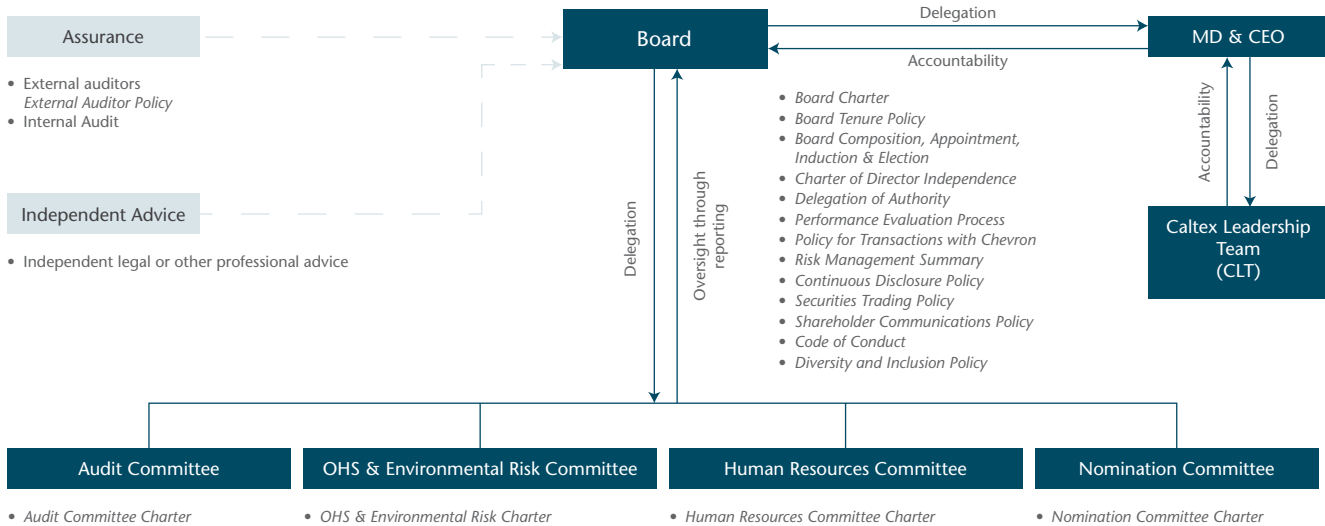 Assurance
• External auditors
External Auditor Policy
• Internal Audit
Independent Advice
• Independent legal or other professional advice
Board
Delegation
Accountability
MD & CEO
Accountability
Delegation
Caltex Leadership
Team
(CLT)
• Board Charter
• Board Tenure Policy
• Board Composition, Appointment,
Induction & Election
• Charter of Director Independence
• Delegation of Authority
• Performance Evaluation Process
• Policy for Transactions with Chevron
• Risk Management Summary
• Continuous Disclosure Policy
• Securities Trading Policy
• Shareholder Communications Policy
• Code of Conduct
• Diversity and Inclusion Policy
Delegation
Oversight through
reporting
Audit Committee
• Audit Committee Charter
OHS & Environmental Risk Committee
• OHS & Environmental Risk Charter
Human Resources Committee
• Human Resources Committee Charter
Nomination Committee
• Nomination Committee Charter